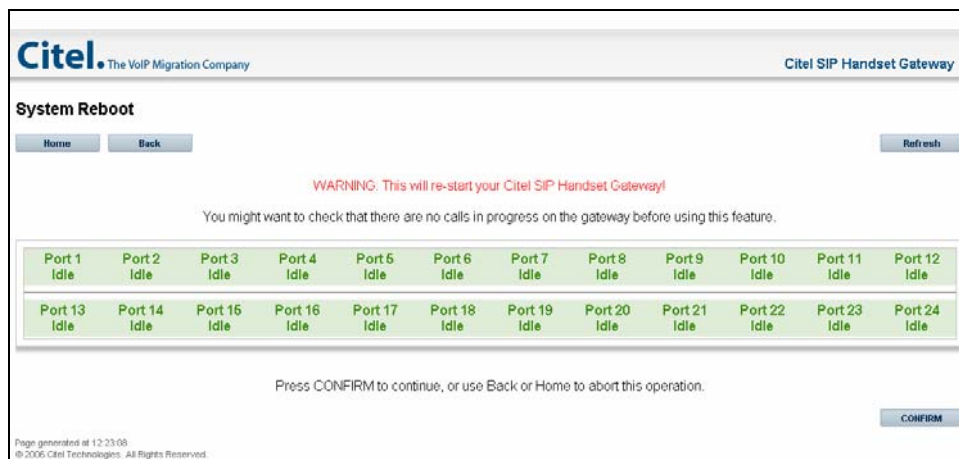 Citel. The VoIP Migration Company
Citel SIP Handset Gateway
System Reboot
Home Back Refresh
WARNING: This will re-start your Citel SIP Handset Gateway!
You might want to check that there are no calls in progress on the gateway before using this feature.
Port 1 Port 2 Port 3 Port 4 Port 5 Port 6 Port 7 Port 8 Port 9 Port 10 Port 11 Port 12
Idle Idle Idle Idle Idle Idle Idle Idle Idle Idle Idle Idle
Port 13 Port 14 Port 15 Port 16 Port 17 Port 18 Port 19 Port 20 Port 21 Port 22 Port 23 Port 24
Idle Idle Idle Idle Idle Idle Idle Idle Idle Idle Idle Idle
Press CONFIRM to continue, or use Back or Home to abort this operation.
CONFIRM
Page generated at 12:23:08
© 2006 Citel Technologies. All Rights Reserved.